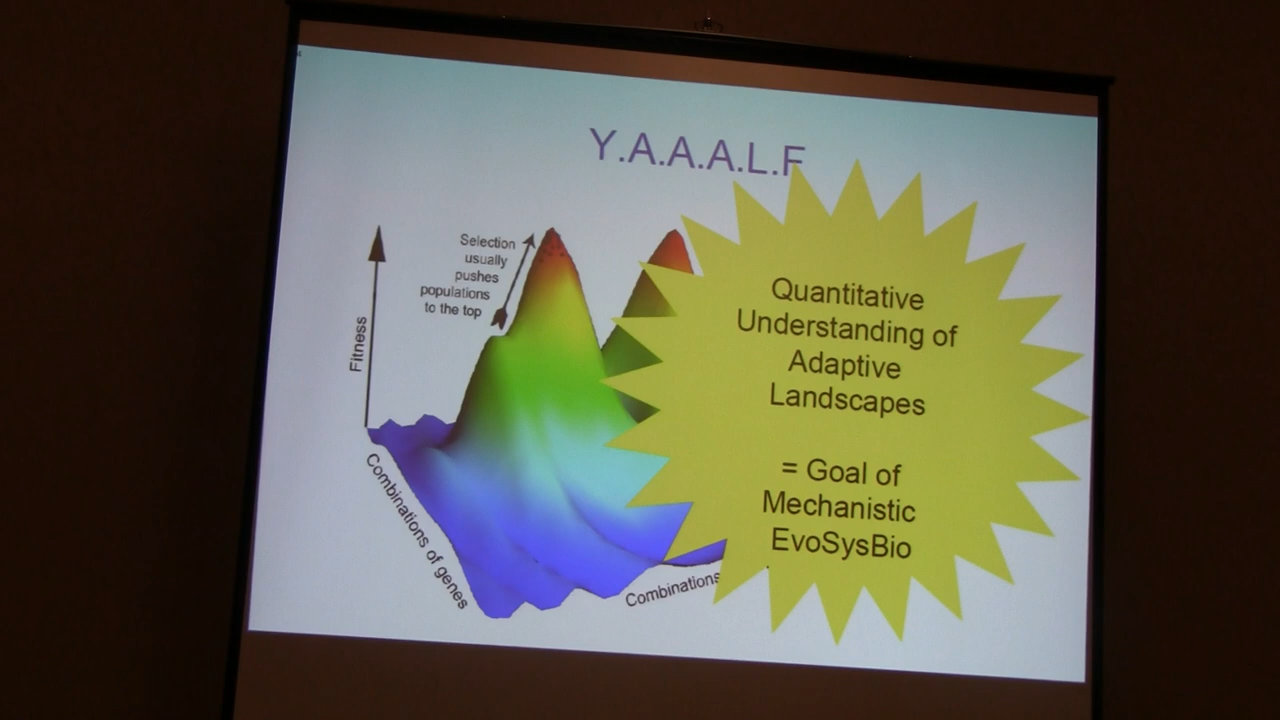 Y.A.A.A.L.F
Selection
usually
pushes
populations
to the top
Fitness
Combinations of genes
Combinations
Quantitative
Understanding of
Adaptive
Landscapes
= Goal of
Mechanistic
EvoSysBio